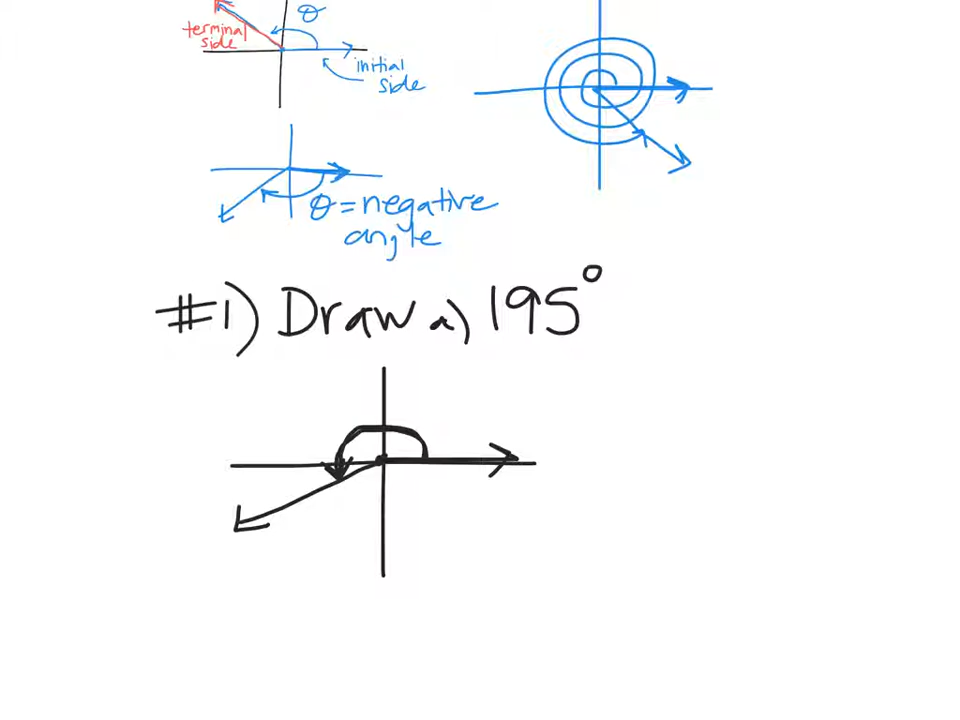 θ
terminal
side
initial
side
θ=negative
angle
#1) Draw a) 195°